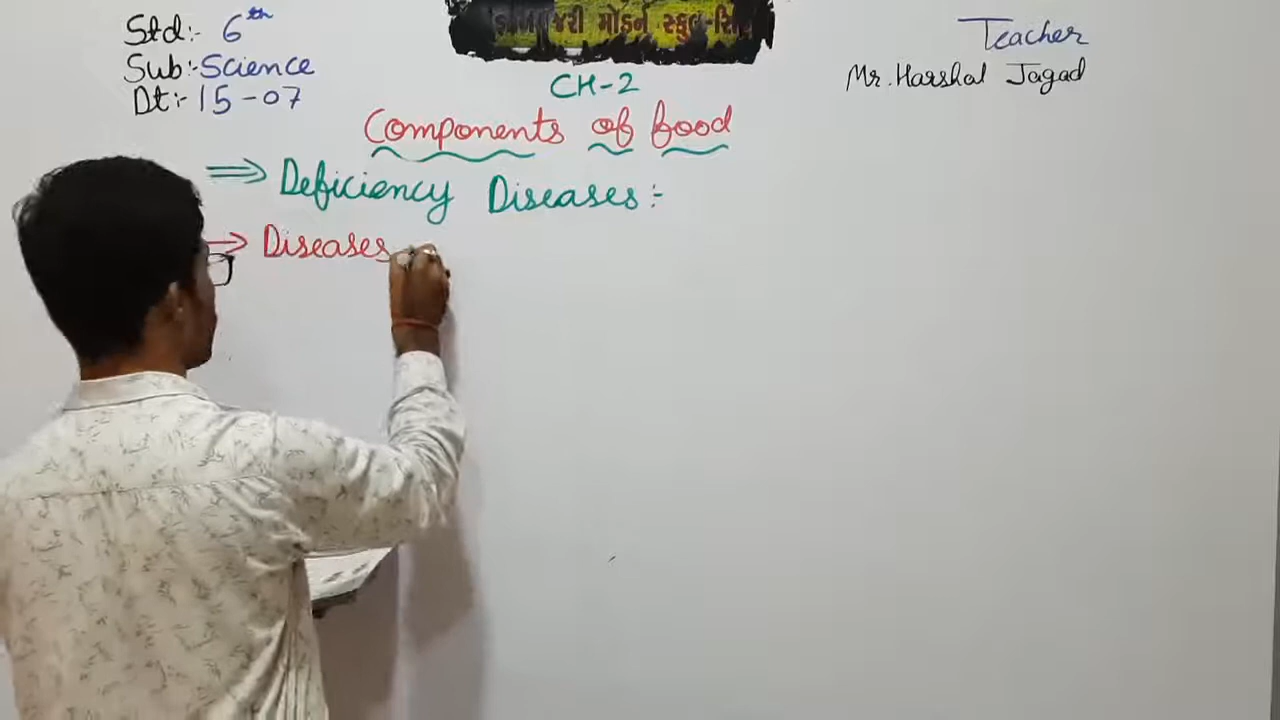 મોડર્ન સ્કુલ
Std:- 6th
Sub:- Science
Dt:- 15-07
Teacher
Mr. Harshal Jagad
CH-2
Components of food
⇒ Deficiency Diseases:-
→ Diseases